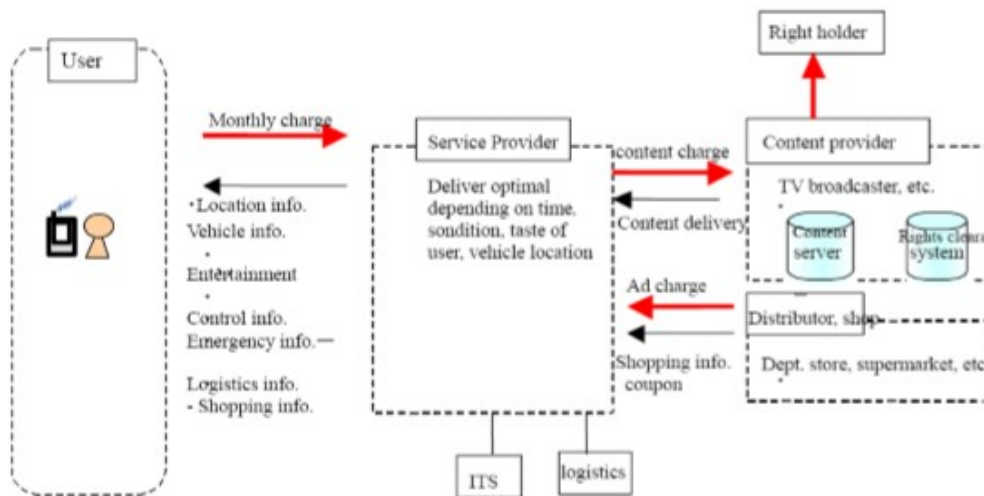 Right holder
User
Monthly charge
Service Provider
content charge
Content provider
Deliver optimal
depending on time,
sondition, taste of
user, vehicle location
TV broadcaster, etc.
•Location info.
Vehicle info.
Entertainment
Control info.
Emergency info.
Logistics info.
- Shopping info.
Content delivery
Content
server
Rights cleara
system
Ad charge
Distributor, shop
Shopping info.
coupon
Dept. store, supermarket, etc
ITS
logistics